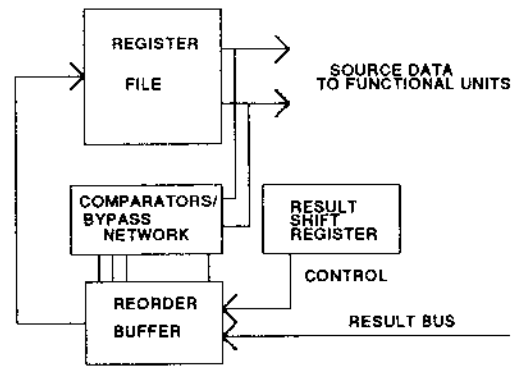 REGISTER
FILE
SOURCE DATA
TO FUNCTIONAL UNITS
COMPARATORS/
BYPASS
NETWORK
RESULT
SHIFT
REGISTER
CONTROL
REORDER
BUFFER
RESULT BUS